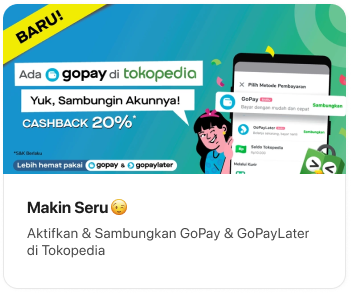 BARU!
Ada gopay di tokopedia
Yuk, Sambungin Akunnya!
CASHBACK 20%*
*S&K Berlaku
Lebih hemat pakai gopay & gopaylater
Pilih Metode Pembayaran
GoPay
Bayar dengan mudah dan cepat
Sambungkan
GoPayLater
Sambungkan
Saldo Tokopedia
Metode Kurir
Makin Seru😉
Aktifkan & Sambungkan GoPay & GoPayLater
di Tokopedia